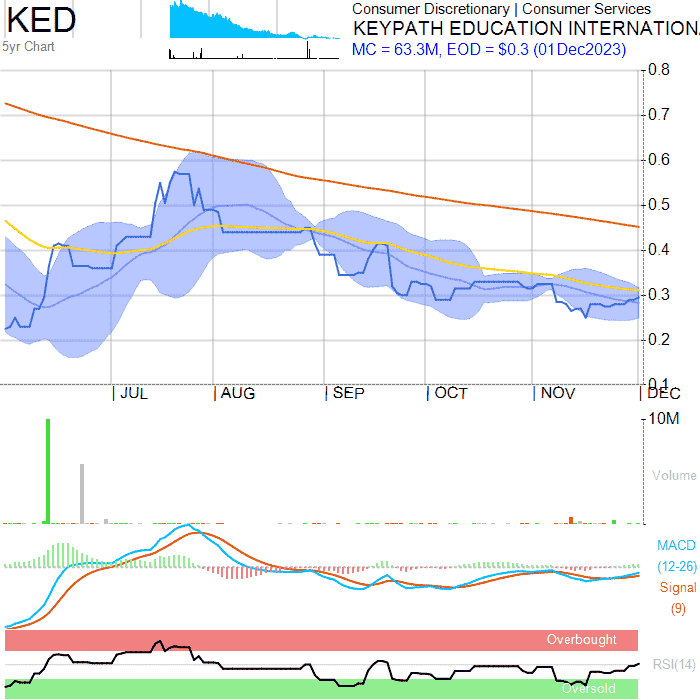 KED
5yr Chart
Consumer Discretionary | Consumer Services
KEYPATH EDUCATION INTERNATIONA
MC = 63.3M, EOD = $0.3 (01Dec2023)
0.8
0.7
0.6
0.5
0.4
0.3
0.2
0.1
JUL AUG SEP OCT NOV DEC
10M
Volume
MACD
(12-26)
Signal
(9)
Overbought
RSI(14)
Oversold